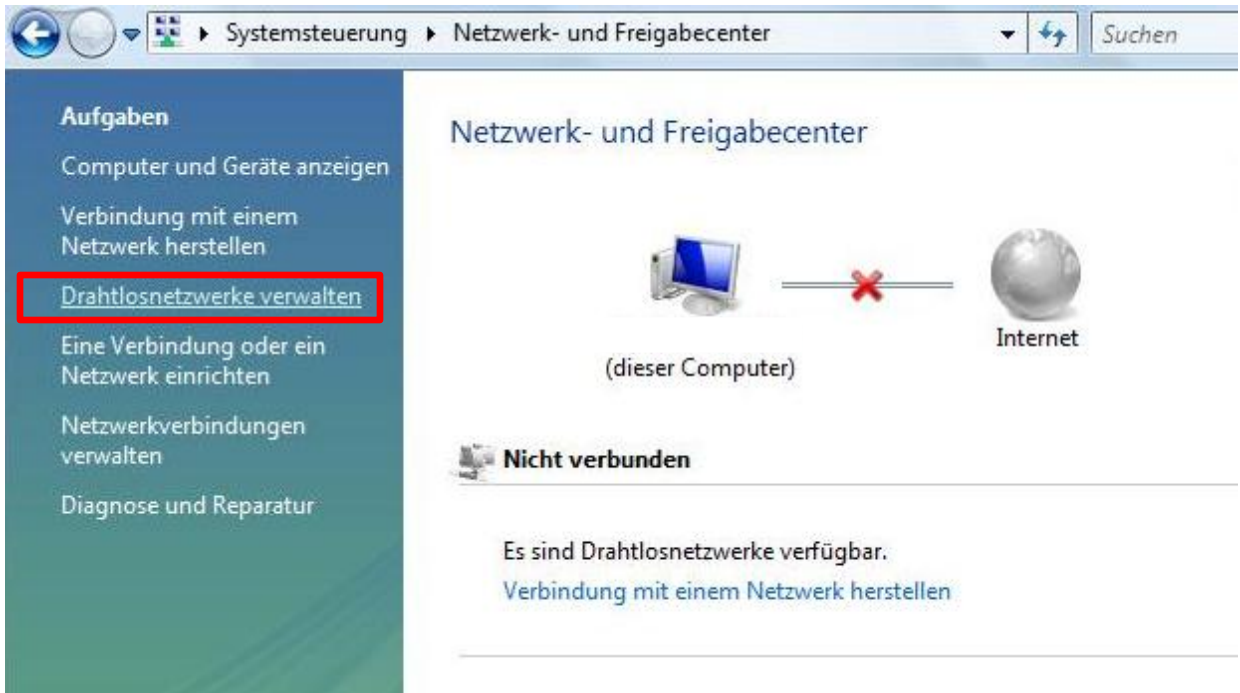 Systemsteuerung Netzwerk- und Freigabecenter Suchen
Aufgaben
Computer und Geräte anzeigen
Verbindung mit einem
Netzwerk herstellen
Drahtlosnetzwerke verwalten
Eine Verbindung oder ein
Netzwerk einrichten
Netzwerkverbindungen
verwalten
Diagnose und Reparatur
Netzwerk- und Freigabecenter
Internet
(dieser Computer)
Nicht verbunden
Es sind Drahtlosnetzwerke verfügbar.
Verbindung mit einem Netzwerk herstellen